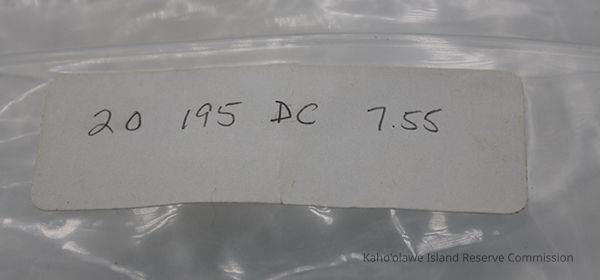 20 195 DC 7.55
Kaho'olawe Island Reserve Commission